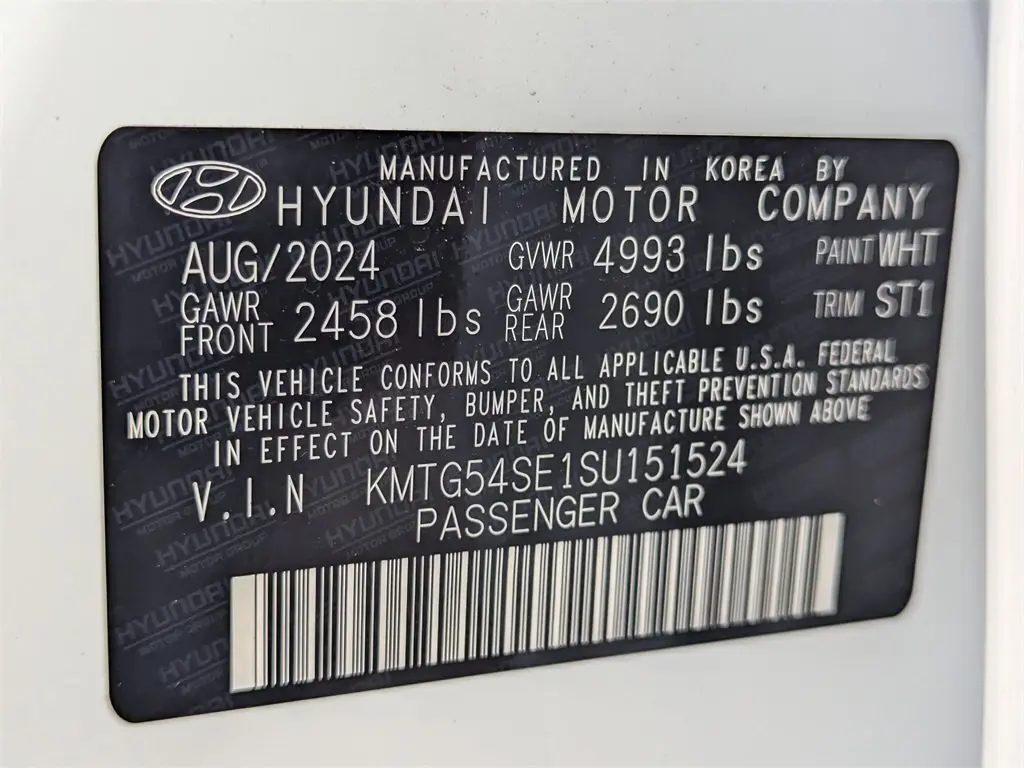 MANUFACTURED IN KOREA BY
HYUNDAI MOTOR COMPANY
AUG/2024 GVWR 4993 lbs PAINT WHT
GAWR FRONT 2458 lbs GAWR REAR 2690 lbs TRIM ST1
THIS VEHICLE CONFORMS TO ALL APPLICABLE U.S.A. FEDERAL
MOTOR VEHICLE SAFETY, BUMPER, AND THEFT PREVENTION STANDARDS
IN EFFECT ON THE DATE OF MANUFACTURE SHOWN ABOVE
V.I.N KMTG54SE1SU151524
PASSENGER CAR